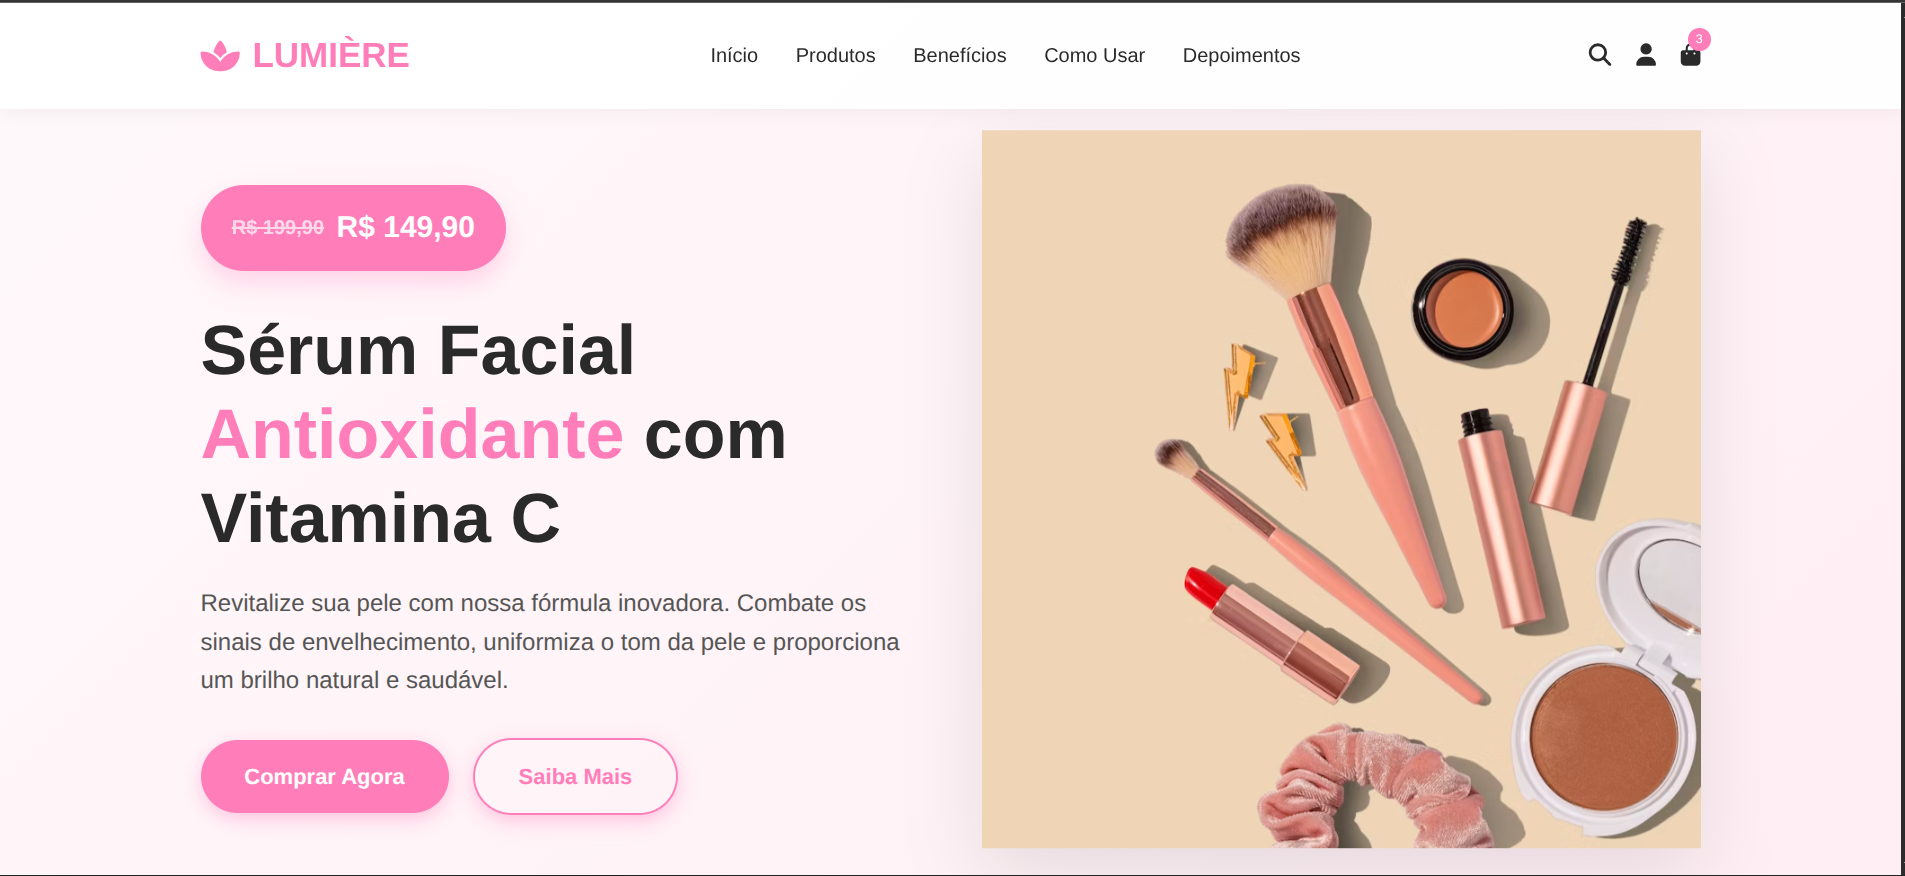 LUMIÈRE
Início Produtos Benefícios Como Usar Depoimentos
3
R$ 199,90 R$ 149,90
Sérum Facial
Antioxidante com
Vitamina C
Revitalize sua pele com nossa fórmula inovadora. Combate os
sinais de envelhecimento, uniformiza o tom da pele e proporciona
um brilho natural e saudável.
Comprar Agora Saiba Mais